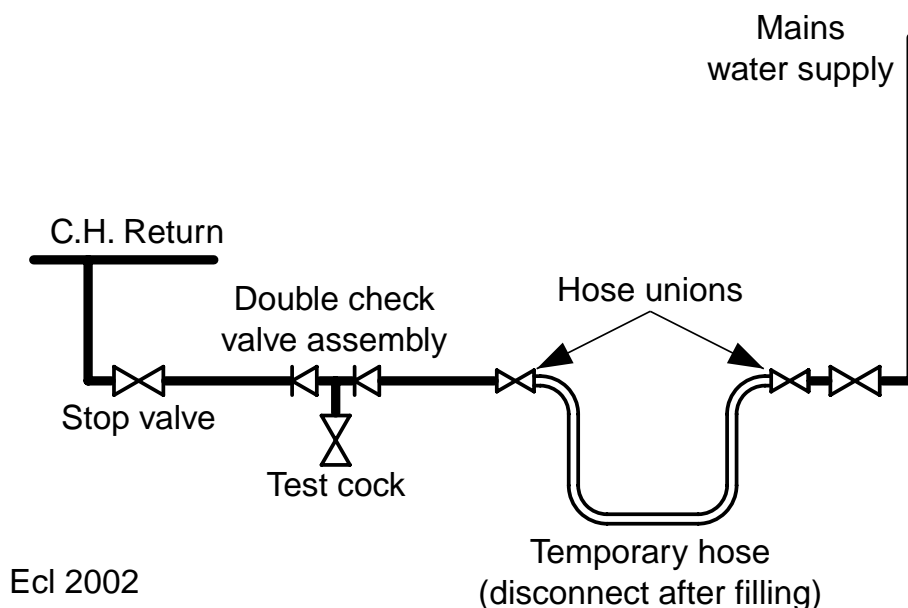 Mains
water supply
C.H. Return
Double check
valve assembly
Hose unions
Stop valve
Test cock
Temporary hose
(disconnect after filling)
Ecl 2002